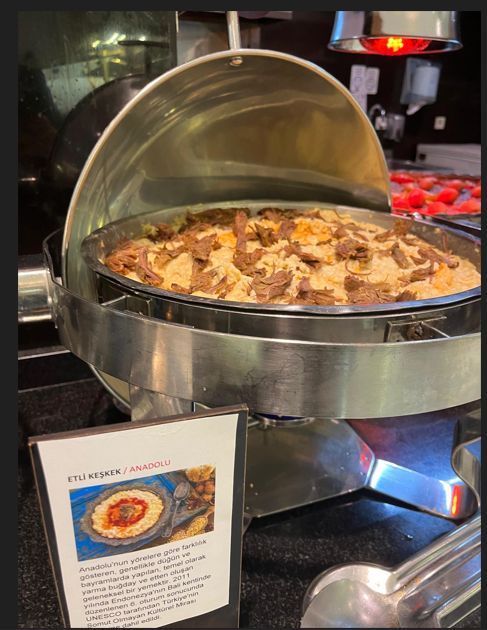 ETLİ KEŞKEK / ANADOLU
Anadolu'nun yörelere göre farklılık
gösteren, genellikle düğün ve
bayramlarda yapılan, temel olarak
yarma buğday ve etten oluşan
geleneksel bir yemektir. 2011
yılında Endonezya'nın Bali kentinde
düzenlenen 6. oturum sonucunda
UNESCO tarafından Türkiye'nin
Somut Olmayan Kültürel Mirası
dahil edildi.